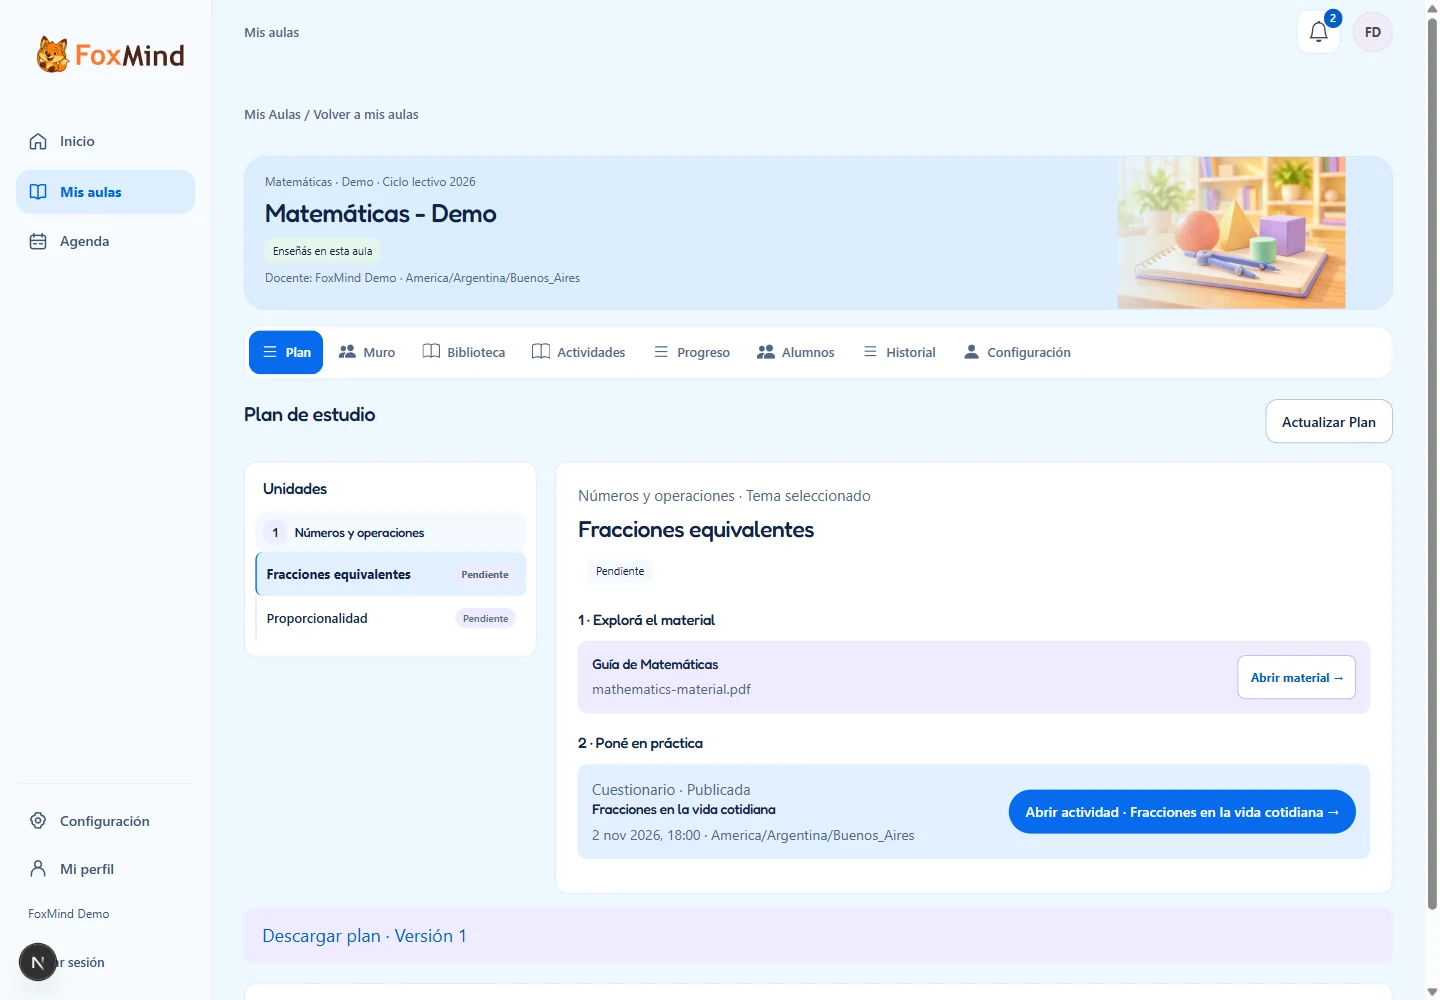 FoxMind
Inicio
Mis aulas
Agenda
Configuración
Mi perfil
FoxMind Demo
N
r sesión
Mis aulas
2
FD
Mis Aulas / Volver a mis aulas
Matemáticas · Demo · Ciclo lectivo 2026
Matemáticas - Demo
Enseñás en esta aula
Docente: FoxMind Demo · America/Argentina/Buenos_Aires
Plan
Muro
Biblioteca
Actividades
Progreso
Alumnos
Historial
Configuración
Plan de estudio
Actualizar Plan
Unidades
1 Números y operaciones
Fracciones equivalentes Pendiente
Proporcionalidad Pendiente
Números y operaciones · Tema seleccionado
Fracciones equivalentes
Pendiente
1 · Explorá el material
Guía de Matemáticas
mathematics-material.pdf
Abrir material →
2 · Poné en práctica
Cuestionario · Publicada
Fracciones en la vida cotidiana
2 nov 2026, 18:00 · America/Argentina/Buenos_Aires
Abrir actividad · Fracciones en la vida cotidiana →
Descargar plan · Versión 1